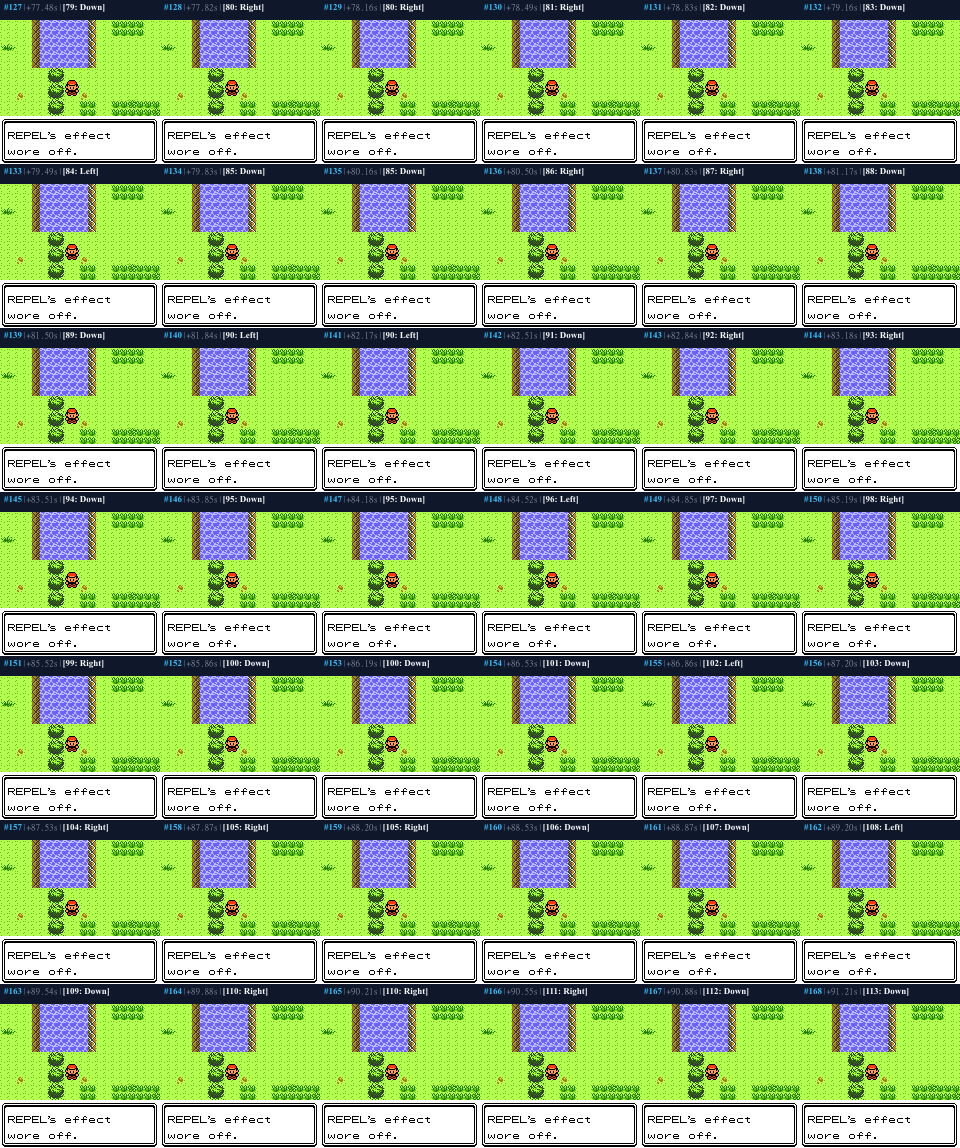 #127|+77.48s|[79: Down] #128|+77.82s|[80: Right] #129|+78.16s|[80: Right] #130|+78.49s|[81: Right] #131|+78.83s|[82: Down] #132|+79.16s|[83: Down]
REPEL's effect REPEL's effect REPEL's effect REPEL's effect REPEL's effect REPEL's effect
wore off. wore off. wore off. wore off. wore off. wore off.
#133|+79.49s|[84: Left] #134|+79.83s|[85: Down] #135|+80.16s|[85: Down] #136|+80.50s|[86: Right] #137|+80.83s|[87: Right] #138|+81.17s|[88: Down]
REPEL's effect REPEL's effect REPEL's effect REPEL's effect REPEL's effect REPEL's effect
wore off. wore off. wore off. wore off. wore off. wore off.
#139|+81.50s|[89: Down] #140|+81.84s|[90: Left] #141|+82.17s|[90: Left] #142|+82.51s|[91: Down] #143|+82.84s|[92: Right] #144|+83.18s|[93: Right]
REPEL's effect REPEL's effect REPEL's effect REPEL's effect REPEL's effect REPEL's effect
wore off. wore off. wore off. wore off. wore off. wore off.
#145|+83.51s|[94: Down] #146|+83.85s|[95: Down] #147|+84.18s|[95: Down] #148|+84.52s|[96: Left] #149|+84.85s|[97: Down] #150|+85.19s|[98: Right]
REPEL's effect REPEL's effect REPEL's effect REPEL's effect REPEL's effect REPEL's effect
wore off. wore off. wore off. wore off. wore off. wore off.
#151|+85.52s|[99: Right] #152|+85.86s|[100: Down] #153|+86.19s|[100: Down] #154|+86.53s|[101: Down] #155|+86.86s|[102: Left] #156|+87.20s|[103: Down]
REPEL's effect REPEL's effect REPEL's effect REPEL's effect REPEL's effect REPEL's effect
wore off. wore off. wore off. wore off. wore off. wore off.
#157|+87.53s|[104: Right] #158|+87.87s|[105: Right] #159|+88.20s|[105: Right] #160|+88.53s|[106: Down] #161|+88.87s|[107: Down] #162|+89.20s|[108: Left]
REPEL's effect REPEL's effect REPEL's effect REPEL's effect REPEL's effect REPEL's effect
wore off. wore off. wore off. wore off. wore off. wore off.
#163|+89.54s|[109: Down] #164|+89.88s|[110: Right] #165|+90.21s|[110: Right] #166|+90.55s|[111: Right] #167|+90.88s|[112: Down] #168|+91.21s|[113: Down]
REPEL's effect REPEL's effect REPEL's effect REPEL's effect REPEL's effect REPEL's effect
wore off. wore off. wore off. wore off. wore off. wore off.